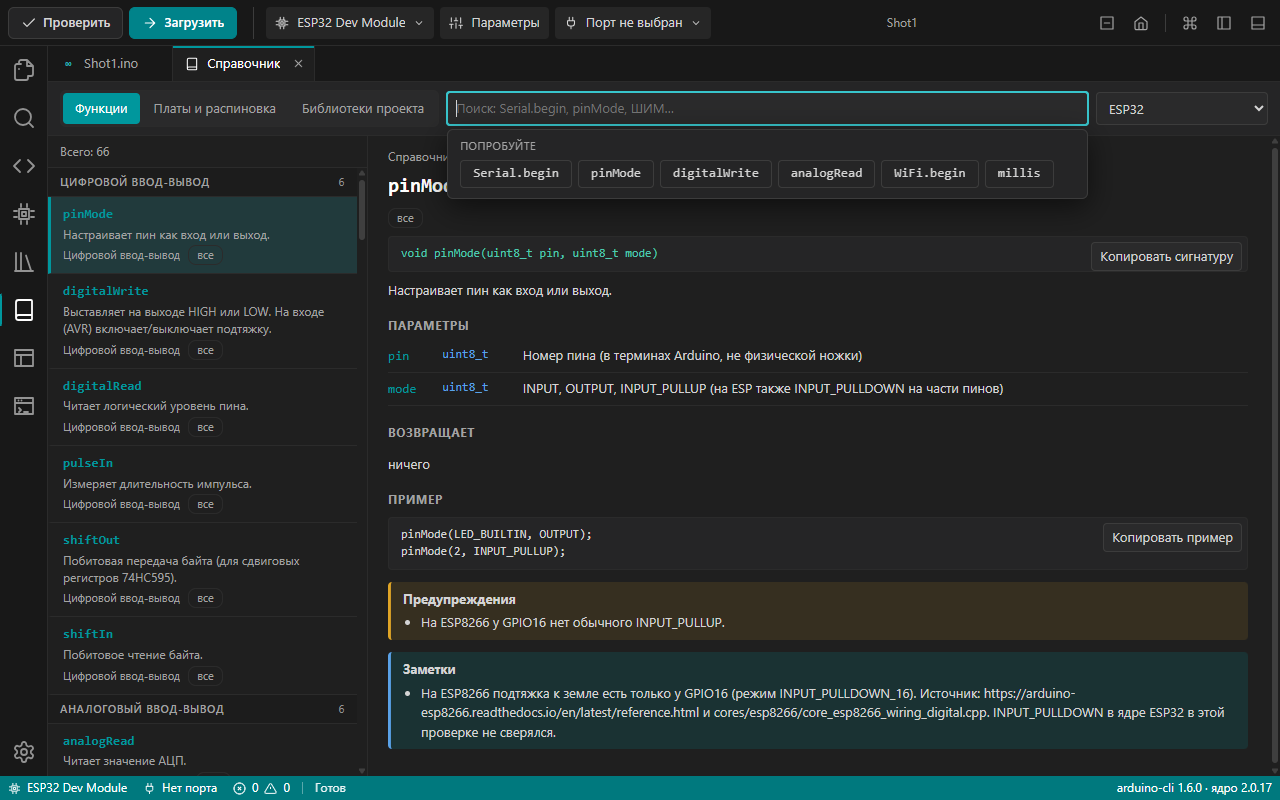 Проверить
Загрузить
ESP32 Dev Module
Параметры
Порт не выбран
Shot1
Shot1.ino
Справочник
Функции
Платы и распиновка
Библиотеки проекта
Поиск: Serial.begin, pinMode, ШИМ...
ESP32
ПОПРОБУЙТЕ
Serial.begin
pinMode
digitalWrite
analogRead
WiFi.begin
millis
Всего: 66
ЦИФРОВОЙ ВВОД-ВЫВОД 6
pinMode
Настраивает пин как вход или выход.
Цифровой ввод-вывод все
digitalWrite
Выставляет на выходе HIGH или LOW. На входе
(AVR) включает/выключает подтяжку.
Цифровой ввод-вывод все
digitalRead
Читает логический уровень пина.
Цифровой ввод-вывод все
pulseIn
Измеряет длительность импульса.
Цифровой ввод-вывод все
shiftOut
Побитовая передача байта (для сдвиговых
регистров 74HC595).
Цифровой ввод-вывод все
shiftIn
Побитовое чтение байта.
Цифровой ввод-вывод все
АНАЛОГОВЫЙ ВВОД-ВЫВОД 6
analogRead
Читает значение АЦП.
все
void pinMode(uint8_t pin, uint8_t mode)
Копировать сигнатуру
Настраивает пин как вход или выход.
ПАРАМЕТРЫ
pin uint8_t Номер пина (в терминах Arduino, не физической ножки)
mode uint8_t INPUT, OUTPUT, INPUT_PULLUP (на ESP также INPUT_PULLDOWN на части пинов)
ВОЗВРАЩАЕТ
ничего
ПРИМЕР
pinMode(LED_BUILTIN, OUTPUT);
pinMode(2, INPUT_PULLUP);
Копировать пример
Предупреждения
• На ESP8266 у GPIO16 нет обычного INPUT_PULLUP.
Заметки
• На ESP8266 подтяжка к земле есть только у GPIO16 (режим INPUT_PULLDOWN_16). Источник: https://arduino-
esp8266.readthedocs.io/en/latest/reference.html и cores/esp8266/core_esp8266_wiring_digital.cpp. INPUT_PULLDOWN в ядре ESP32 в этой
проверке не сверялся.
ESP32 Dev Module
Нет порта
0
0
Готов
arduino-cli 1.6.0 · ядро 2.0.17